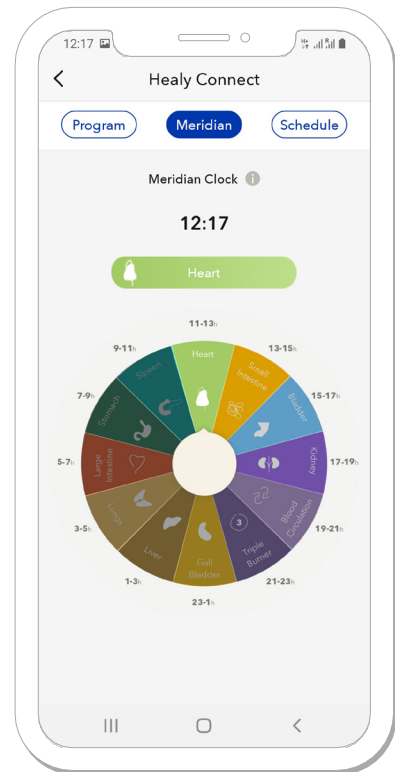 12:17
Healy Connect
Program
Meridian
Schedule
Meridian Clock i
12:17
Heart
11-13h
9-11h
13-15h
Heart
Spleen
Small
Intestine
7-9h
15-17h
Stomach
Bladder
5-7h
Large
Intestine
Kidney
17-19h
3-5h
Lungs
Blood
Circulation
19-21h
3
Liver
Triple
Burner
Gall
Bladder
1-3h
21-23h
23-1h